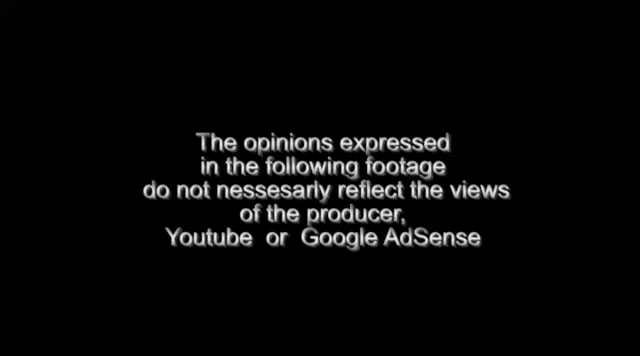 The opinions expressed
in the following footage
do not nessesarly reflect the views
of the producer,
Youtube or Google AdSense